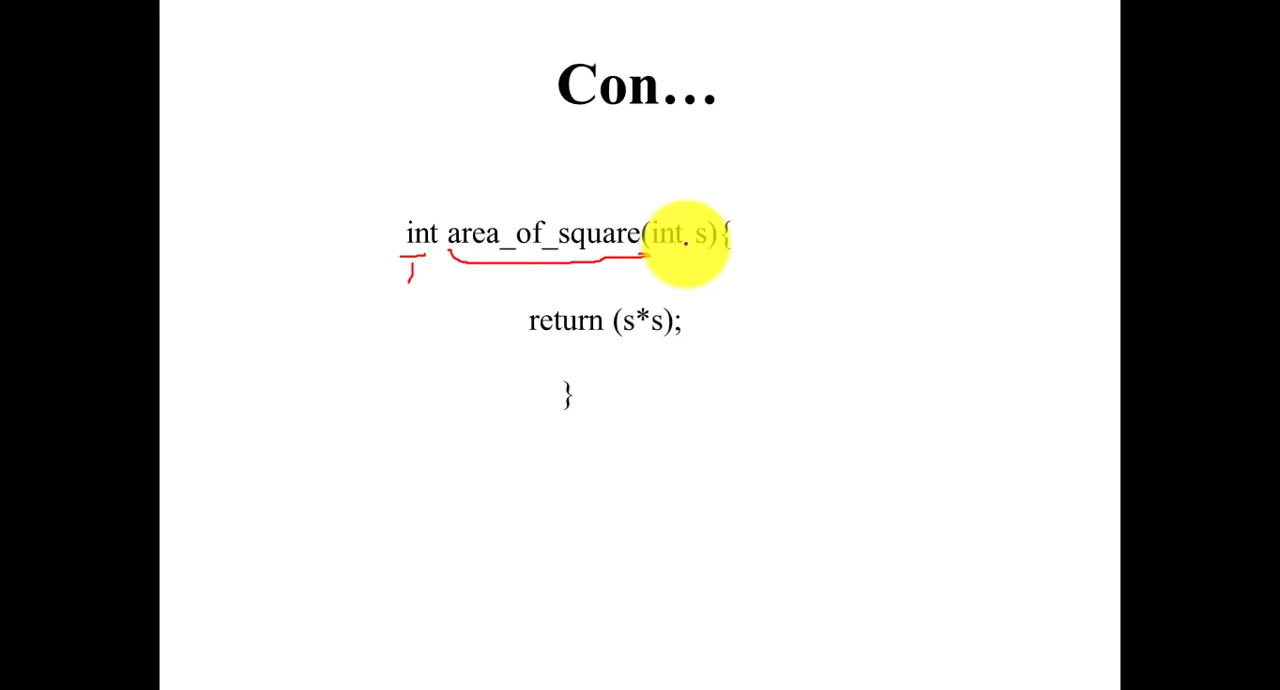 Con...
int area_of_square(int s){
return (s*s);
}